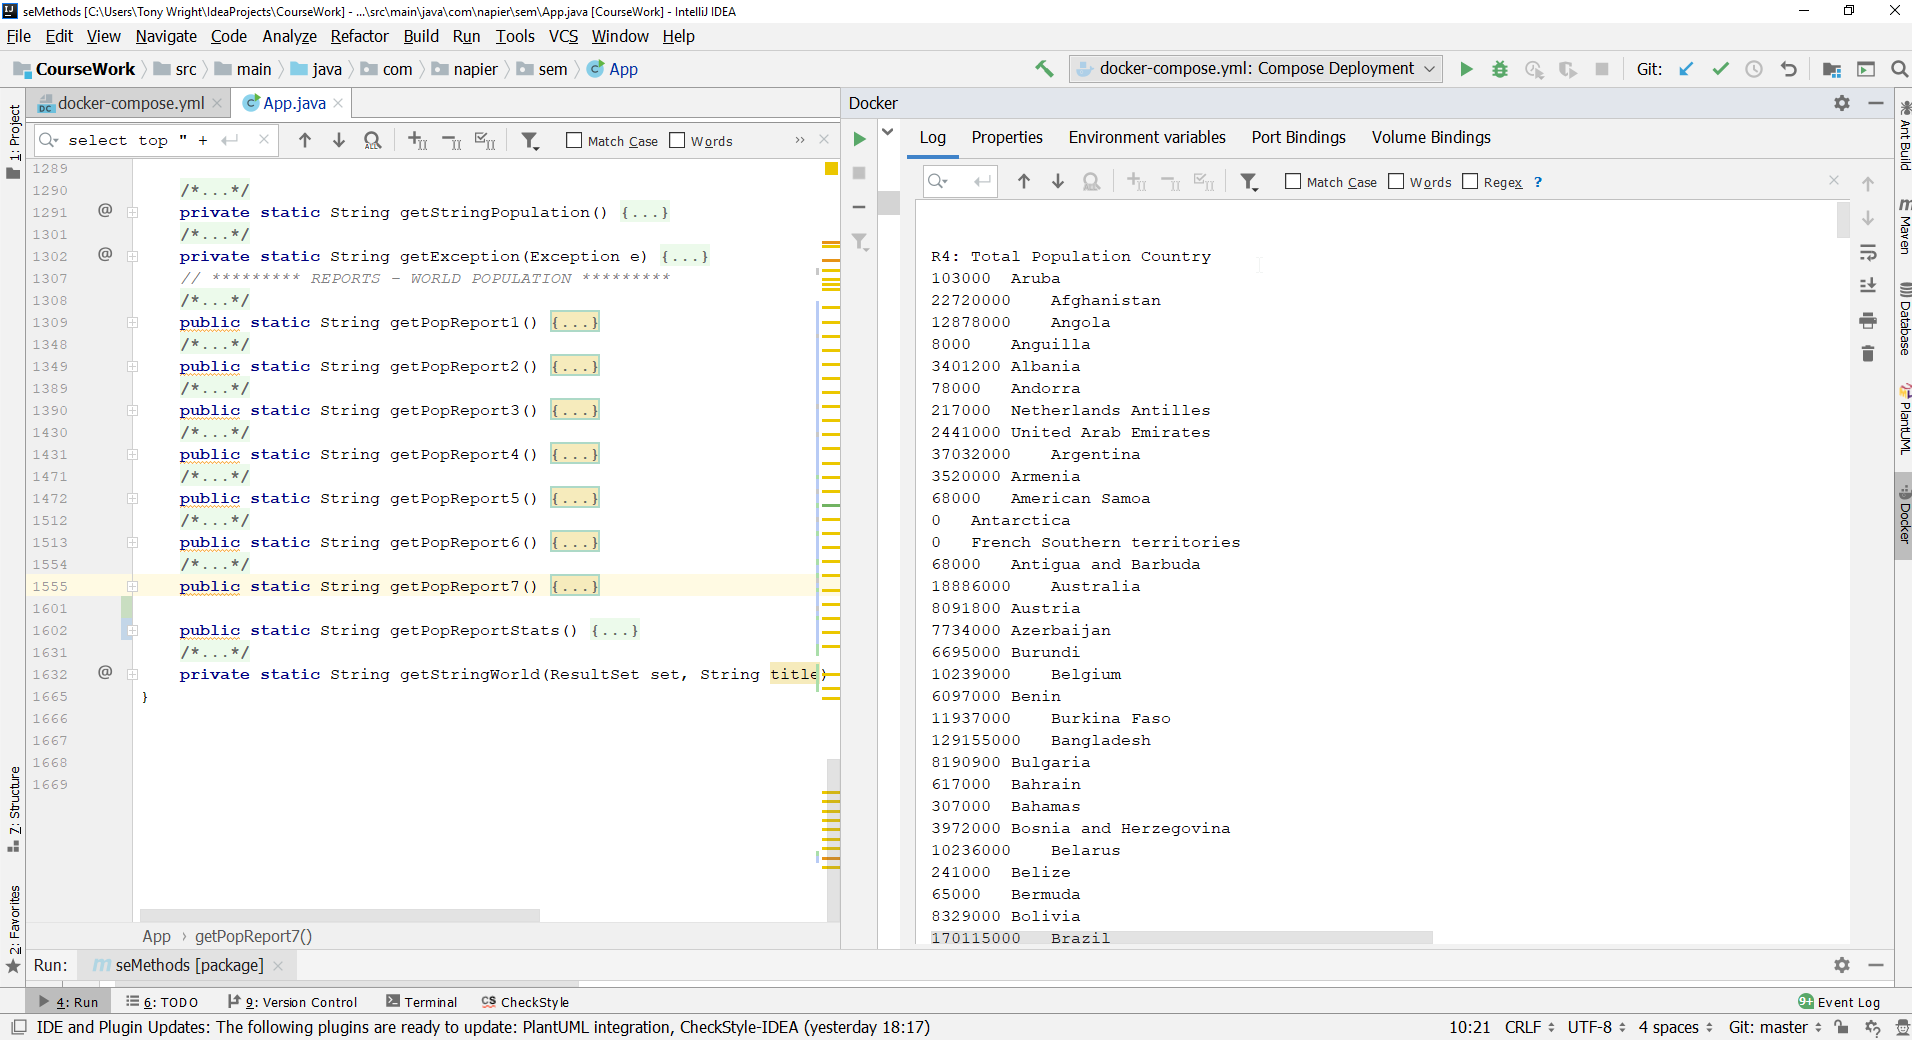 seMethods [C:\Users\Tony Wright\IdeaProjects\CourseWork] - ...\src\main\java\com\napier\sem\App.java [CourseWork] - IntelliJ IDEA
File Edit View Navigate Code Analyze Refactor Build Run Tools VCS Window Help
CourseWork src main java com napier sem App docker-compose.yml: Compose Deployment Git:
docker-compose.yml App.java
select top " + Match Case Words
1289
1290 /*...*/
1291 @ private static String getStringPopulation() {...}
1301 /*...*/
1302 @ private static String getException(Exception e) {...}
1307 // ********* REPORTS - WORLD POPULATION *********
1308 /*...*/
1309 public static String getPopReport1() {...}
1348 /*...*/
1349 public static String getPopReport2() {...}
1389 /*...*/
1390 public static String getPopReport3() {...}
1430 /*...*/
1431 public static String getPopReport4() {...}
1471 /*...*/
1472 public static String getPopReport5() {...}
1512 /*...*/
1513 public static String getPopReport6() {...}
1554 /*...*/
1555 public static String getPopReport7() {...}
1601
1602 public static String getPopReportStats() {...}
1631 /*...*/
1632 @ private static String getStringWorld(ResultSet set, String title)
1665 }
1666
1667
1668
1669
App › getPopReport7()
Docker
Log Properties Environment variables Port Bindings Volume Bindings
Match Case Words Regex ?
R4: Total Population Country
103000 Aruba
22720000 Afghanistan
12878000 Angola
8000 Anguilla
3401200 Albania
78000 Andorra
217000 Netherlands Antilles
2441000 United Arab Emirates
37032000 Argentina
3520000 Armenia
68000 American Samoa
0 Antarctica
0 French Southern territories
68000 Antigua and Barbuda
18886000 Australia
8091800 Austria
7734000 Azerbaijan
6695000 Burundi
10239000 Belgium
6097000 Benin
11937000 Burkina Faso
129155000 Bangladesh
8190900 Bulgaria
617000 Bahrain
307000 Bahamas
3972000 Bosnia and Herzegovina
10236000 Belarus
241000 Belize
65000 Bermuda
8329000 Bolivia
170115000 Brazil
1: Project
7: Structure
2: Favorites
Ant Build
Maven
Database
PlantUML
Docker
Run: seMethods [package]
4: Run 6: TODO 9: Version Control Terminal CheckStyle 9+ Event Log
IDE and Plugin Updates: The following plugins are ready to update: PlantUML integration, CheckStyle-IDEA (yesterday 18:17) 10:21 CRLF UTF-8 4 spaces Git: master